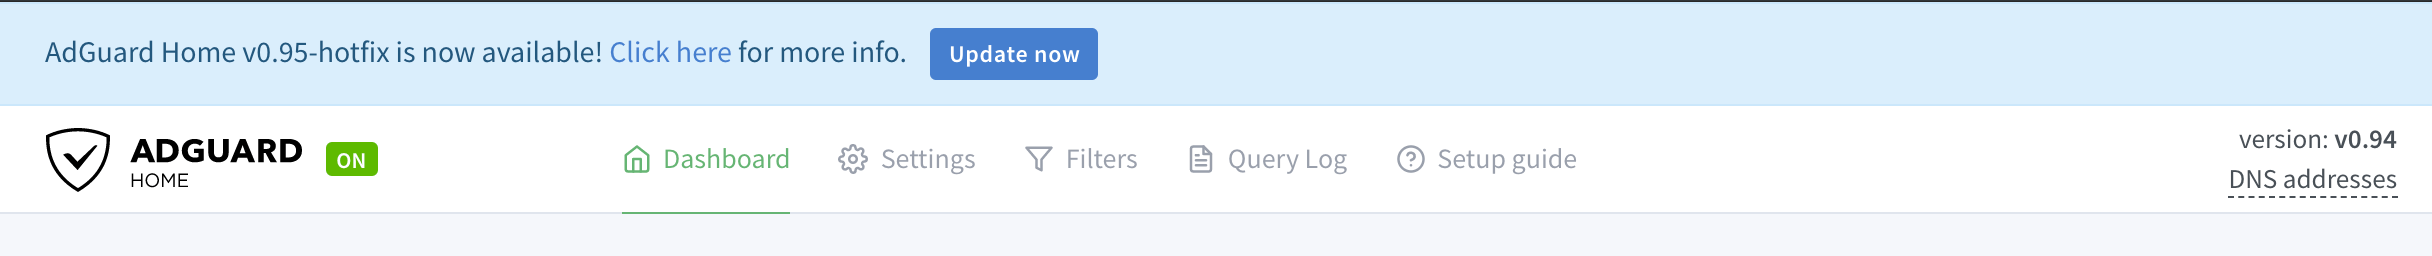 AdGuard Home v0.95-hotfix is now available! Click here for more info. Update now
ADGUARD
HOME
ON
Dashboard Settings Filters Query Log Setup guide
version: v0.94
DNS addresses